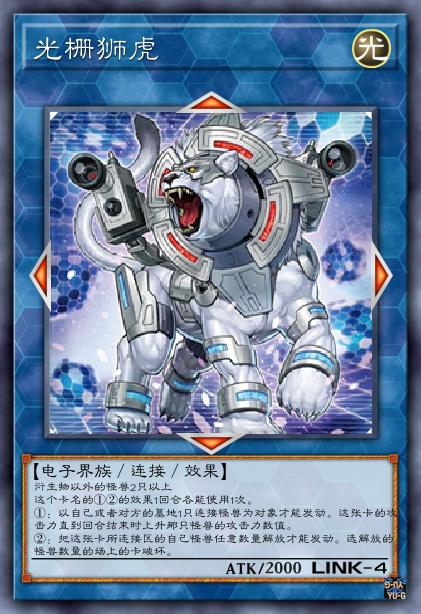 光栅狮虎
光
【电子界族／连接／效果】
衍生物以外的怪兽2只以上
这个卡名的①②的效果1回合各能使用1次。
①：以自己或者对方的墓地1只连接怪兽为对象才能发动。这张卡的攻
击力直到回合结束时上升那只怪兽的攻击力数值。
②：把这张卡所连接区的自己怪兽任意数量解放才能发动。选解放的
怪兽数量的场上的卡破坏。
ATK/2000 LINK-4